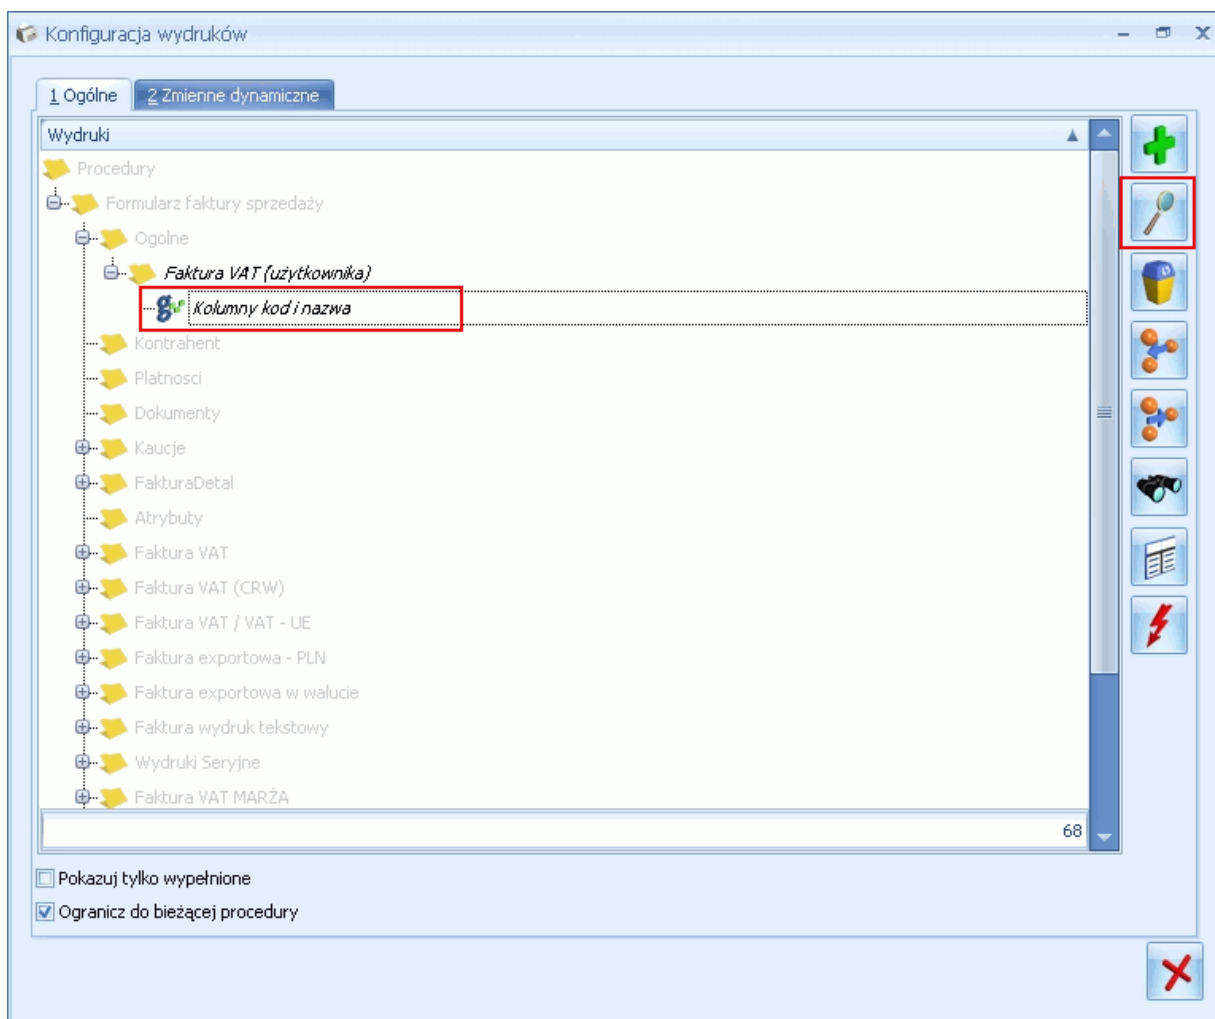 Konfiguracja wydruków
1 Ogólne
2 Zmienne dynamiczne
Wydruki
Procedury
Formularz faktury sprzedaży
Ogolne
Faktura VAT (użytkownika)
Kolumny kod i nazwa
Kontrahent
Platnosci
Dokumenty
Kaucje
FakturaDetal
Atrybuty
Faktura VAT
Faktura VAT (CRW)
Faktura VAT / VAT - UE
Faktura exportowa - PLN
Faktura exportowa w walucie
Faktura wydruk tekstowy
Wydruki Seryjne
Faktura VAT MARŻA
68
Pokazuj tylko wypełnione
Ogranicz do bieżącej procedury